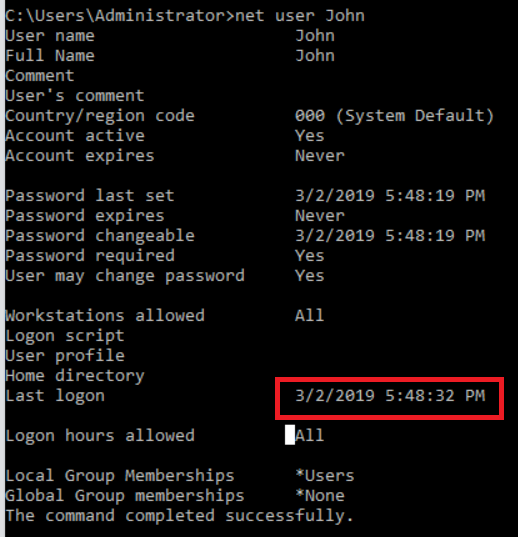 C:\Users\Administrator>net user John
User name John
Full Name John
Comment
User's comment
Country/region code 000 (System Default)
Account active Yes
Account expires Never
Password last set 3/2/2019 5:48:19 PM
Password expires Never
Password changeable 3/2/2019 5:48:19 PM
Password required Yes
User may change password Yes
Workstations allowed All
Logon script
User profile
Home directory
Last logon 3/2/2019 5:48:32 PM
Logon hours allowed All
Local Group Memberships *Users
Global Group memberships *None
The command completed successfully.